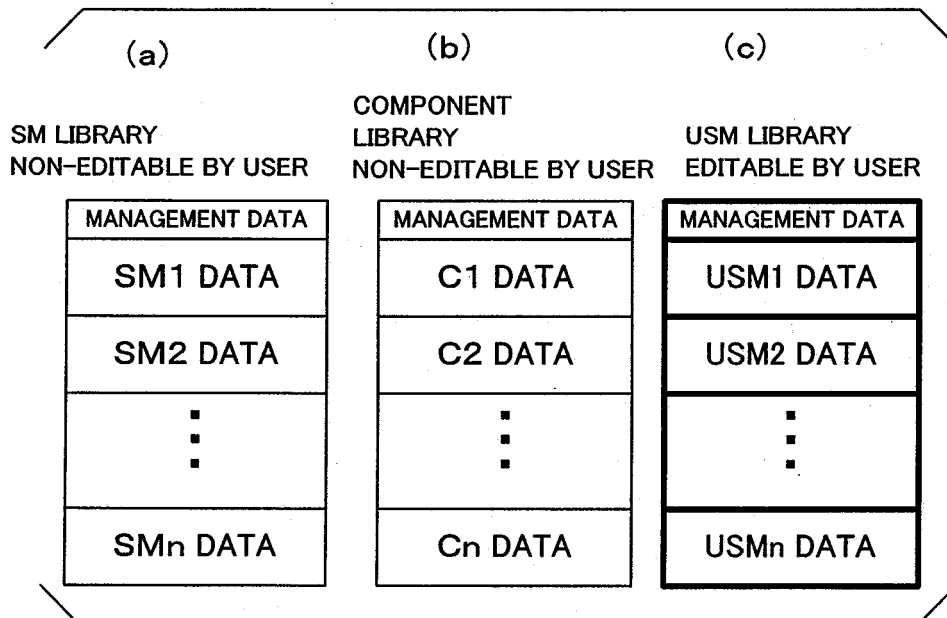 (a)
SM LIBRARY
NON-EDITABLE BY USER
MANAGEMENT DATA
SM1 DATA
SM2 DATA
SMn DATA
(b)
COMPONENT
LIBRARY
NON-EDITABLE BY USER
MANAGEMENT DATA
C1 DATA
C2 DATA
Cn DATA
(c)
USM LIBRARY
EDITABLE BY USER
MANAGEMENT DATA
USM1 DATA
USM2 DATA
USMn DATA